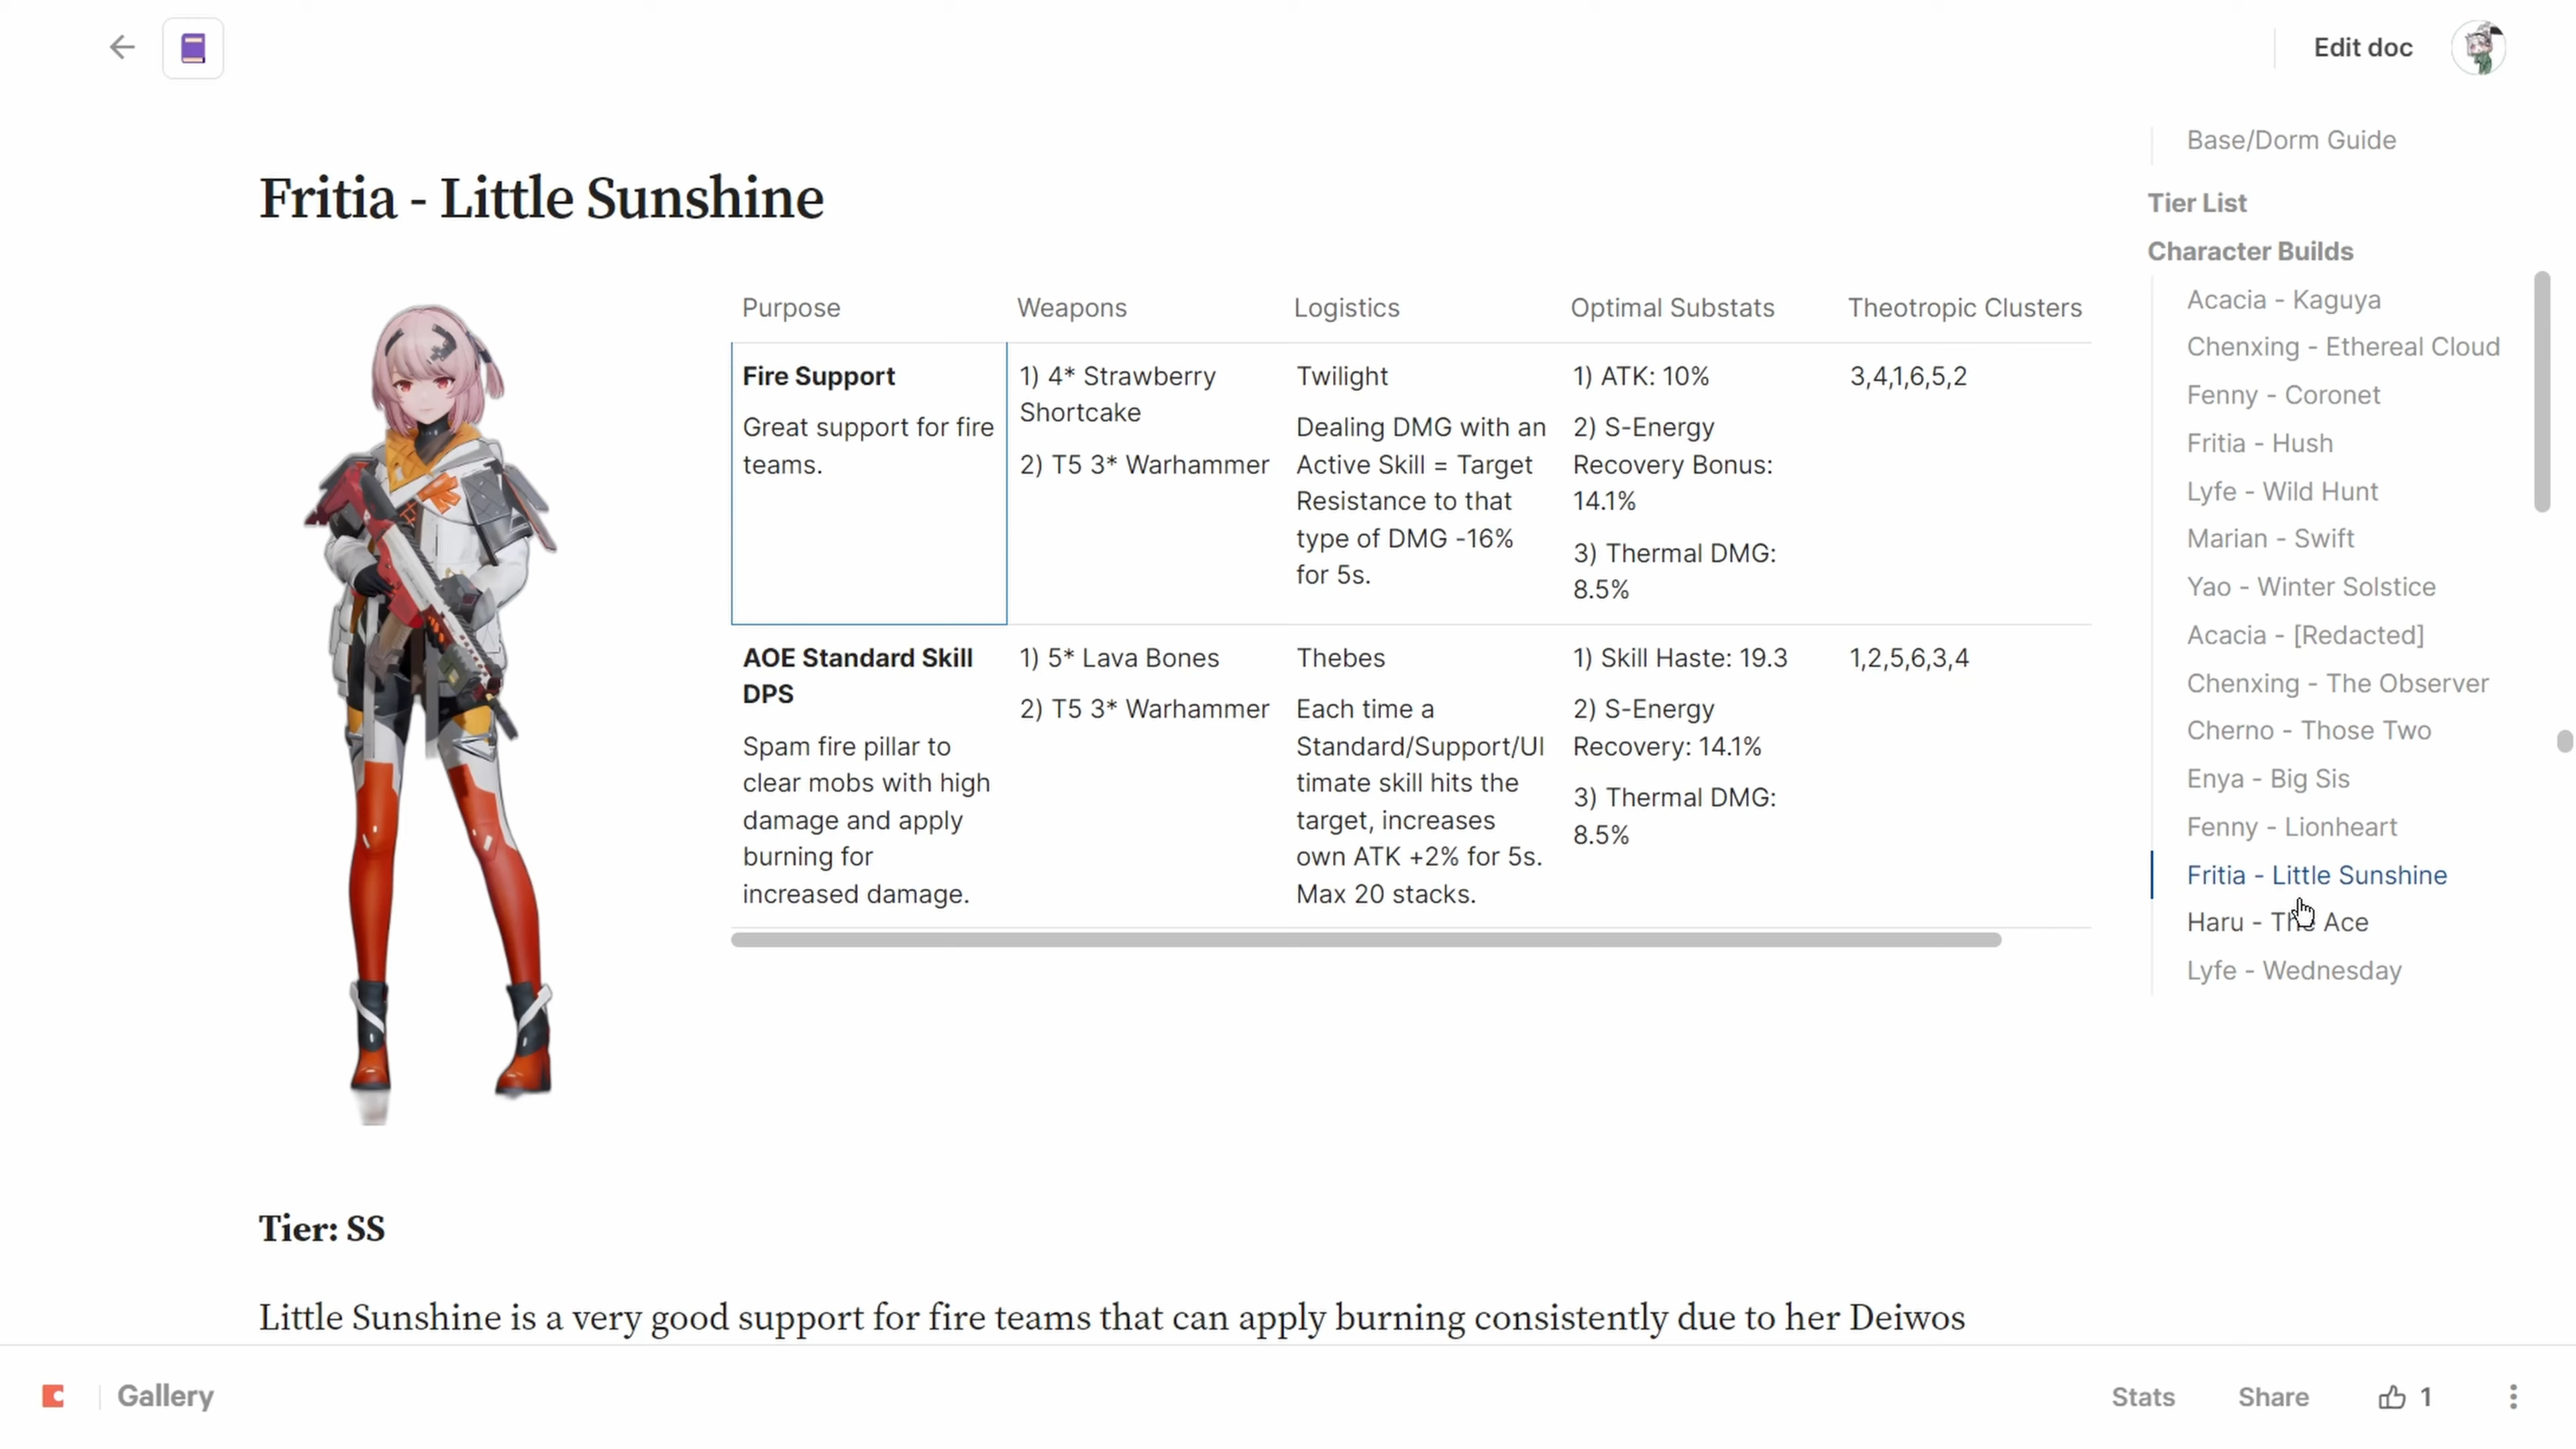 Edit doc
Fritia - Little Sunshine
Purpose
Weapons
Logistics
Optimal Substats
Theotropic Clusters
Fire Support
Great support for fire
teams.
1) 4* Strawberry
Shortcake
2) T5 3* Warhammer
Twilight
Dealing DMG with an
Active Skill = Target
Resistance to that
type of DMG -16%
for 5s.
1) ATK: 10%
2) S-Energy
Recovery Bonus:
14.1%
3) Thermal DMG:
8.5%
3,4,1,6,5,2
AOE Standard Skill
DPS
Spam fire pillar to
clear mobs with high
damage and apply
burning for
increased damage.
1) 5* Lava Bones
2) T5 3* Warhammer
Thebes
Each time a
Standard/Support/Ul
timate skill hits the
target, increases
own ATK +2% for 5s.
Max 20 stacks.
1) Skill Haste: 19.3
2) S-Energy
Recovery: 14.1%
3) Thermal DMG:
8.5%
1,2,5,6,3,4
Tier: SS
Little Sunshine is a very good support for fire teams that can apply burning consistently due to her Deiwos
Base/Dorm Guide
Tier List
Character Builds
Acacia - Kaguya
Chenxing - Ethereal Cloud
Fenny - Coronet
Fritia - Hush
Lyfe - Wild Hunt
Marian - Swift
Yao - Winter Solstice
Acacia - [Redacted]
Chenxing - The Observer
Cherno - Those Two
Enya - Big Sis
Fenny - Lionheart
Fritia - Little Sunshine
Haru - The Ace
Lyfe - Wednesday
Gallery
Stats
Share
1